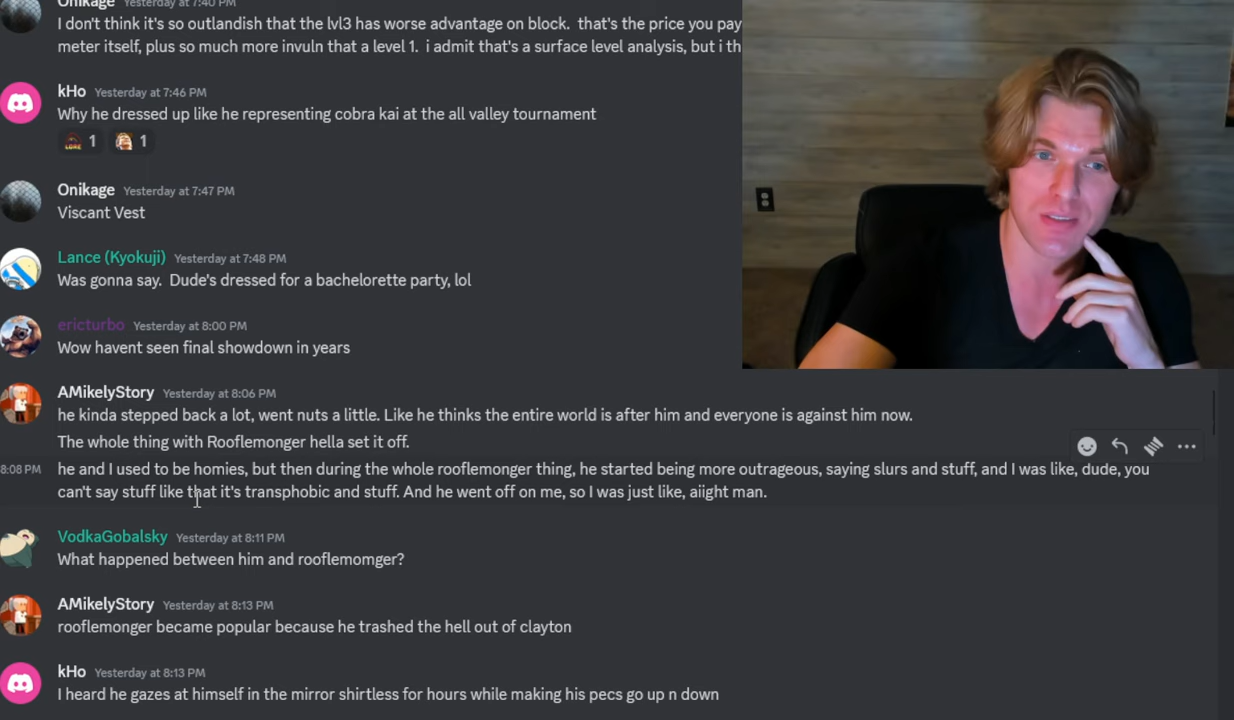 Onikage Yesterday at 7:40 PM
I don't think it's so outlandish that the lvl3 has worse advantage on block.  that's the price you pay
meter itself, plus so much more invuln that a level 1.  i admit that's a surface level analysis, but i th
kHo Yesterday at 7:46 PM
Why he dressed up like he representing cobra kai at the all valley tournament
1 1
Onikage Yesterday at 7:47 PM
Viscant Vest
Lance (Kyokuji) Yesterday at 7:48 PM
Was gonna say.  Dude's dressed for a bachelorette party, lol
ericturbo Yesterday at 8:00 PM
Wow havent seen final showdown in years
AMikelyStory Yesterday at 8:06 PM
he kinda stepped back a lot, went nuts a little. Like he thinks the entire world is after him and everyone is against him now.
The whole thing with Rooflemonger hella set it off.
8:08 PM he and I used to be homies, but then during the whole rooflemonger thing, he started being more outrageous, saying slurs and stuff, and I was like, dude, you
can't say stuff like that it's transphobic and stuff. And he went off on me, so I was just like, aiight man.
VodkaGobalsky Yesterday at 8:11 PM
What happened between him and rooflemomger?
AMikelyStory Yesterday at 8:13 PM
rooflemonger became popular because he trashed the hell out of clayton
kHo Yesterday at 8:13 PM
I heard he gazes at himself in the mirror shirtless for hours while making his pecs go up n down